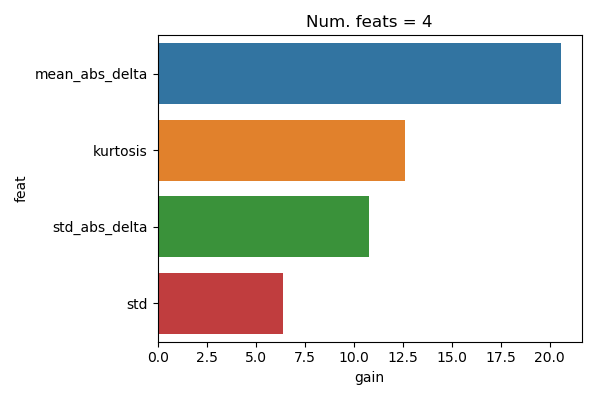 Num. feats = 4
feat
mean_abs_delta
kurtosis
std_abs_delta
std
0.0 2.5 5.0 7.5 10.0 12.5 15.0 17.5 20.0
gain